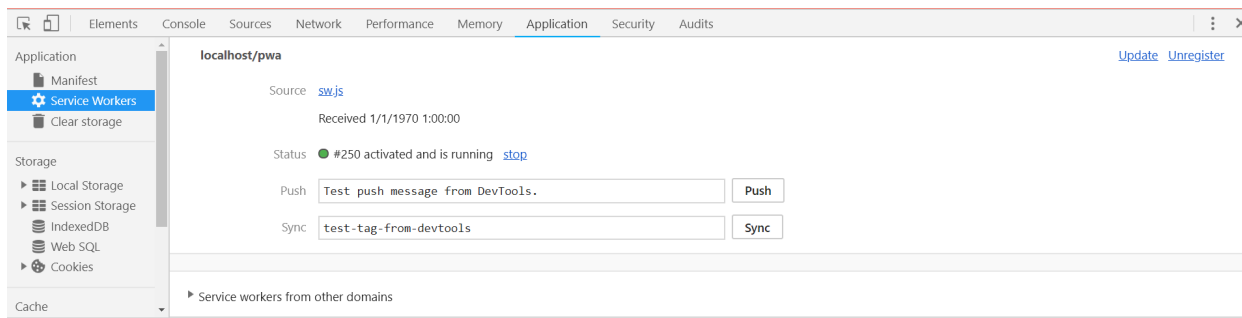 Elements Console Sources Network Performance Memory Application Security Audits
Application
Manifest
Service Workers
Clear storage
Storage
Local Storage
Session Storage
IndexedDB
Web SQL
Cookies
Cache
localhost/pwa Update Unregister
Source sw.js
Received 1/1/1970 1:00:00
Status #250 activated and is running stop
Push Test push message from DevTools. Push
Sync test-tag-from-devtools Sync
Service workers from other domains